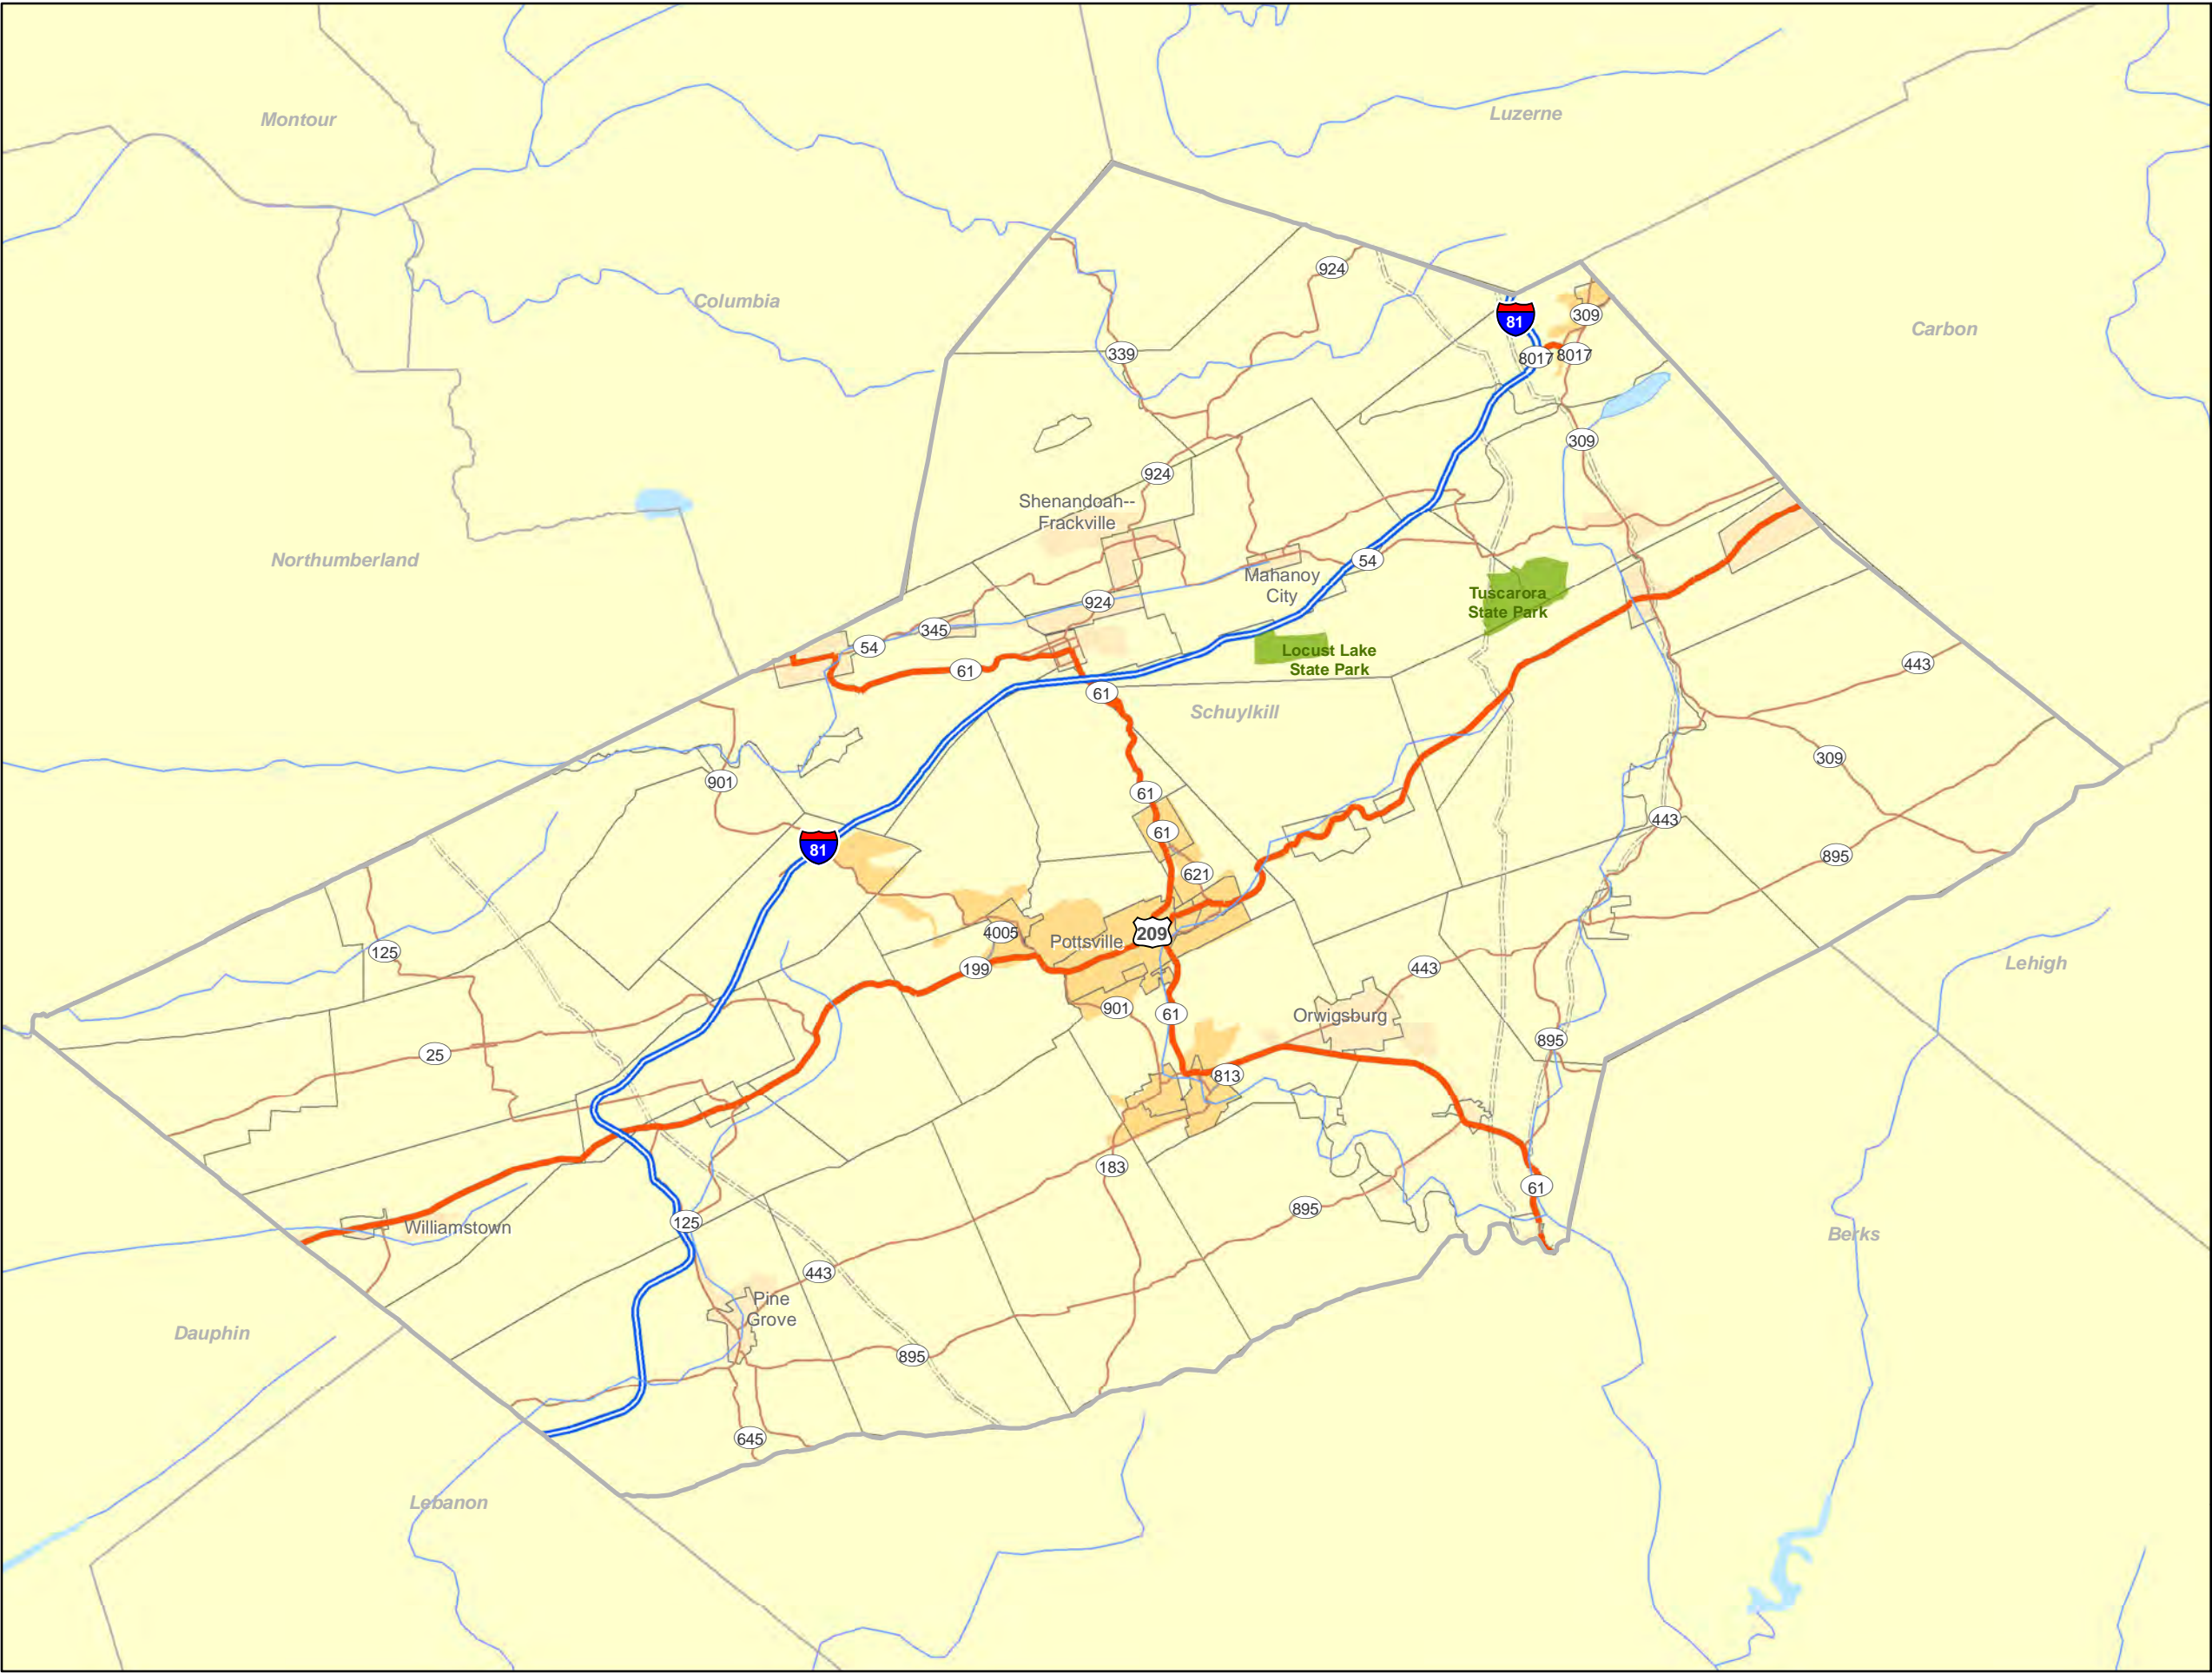 Luzerne
Montour
924
Columbia
309
81
Carbon
339
8017
8017
309
924
Shenandoah--
Frackville
Northumberland
54
Mahanoy
City
Tuscarora
State Park
924
345
54
Locust Lake
State Park
443
61
61
Schuylkill
309
901
61
443
61
81
895
621
4005
Pottsville
209
125
Lehigh
443
199
901
61
Orwigsburg
895
25
813
183
61
895
125
Williamstown
Berks
443
Pine
Grove
Dauphin
895
645
Lebanon